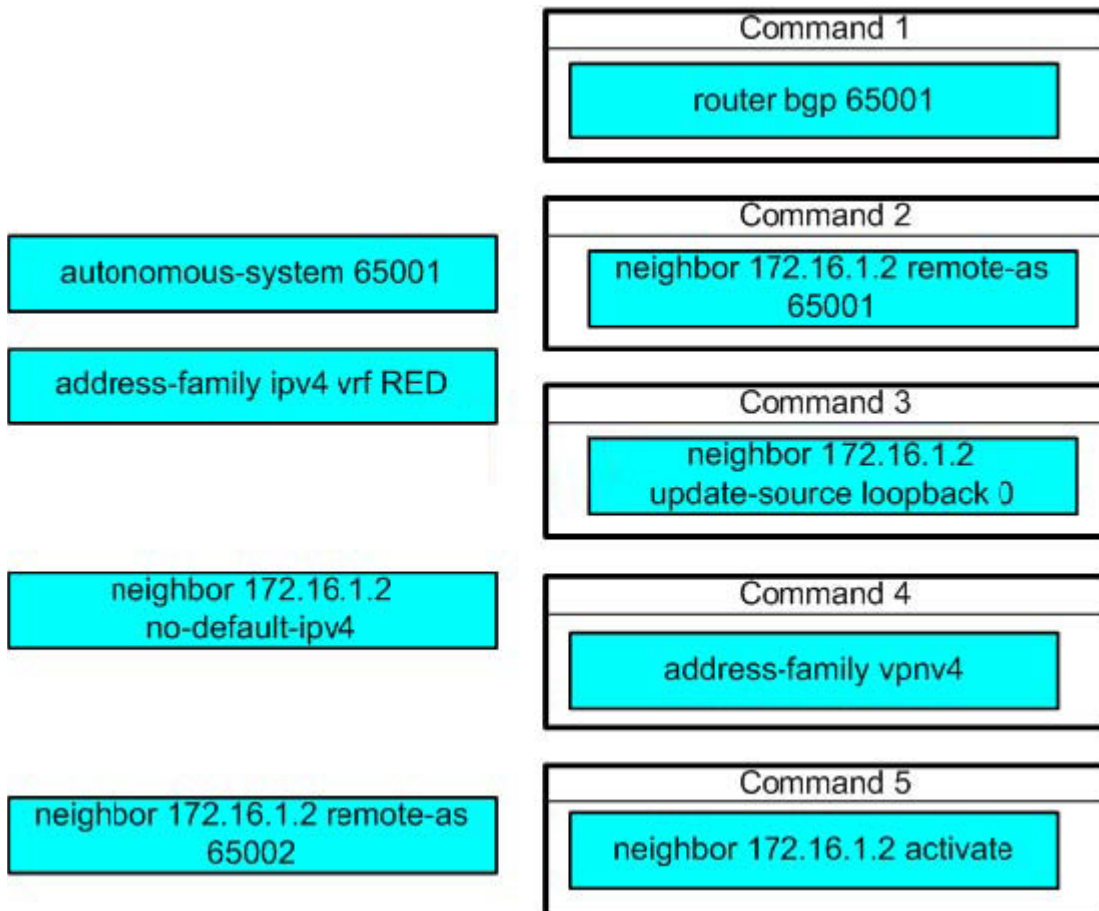 Command 1
router bgp 65001
Command 2
neighbor 172.16.1.2 remote-as
65001
autonomous-system 65001
address-family ipv4 vrf RED
Command 3
neighbor 172.16.1.2
update-source loopback 0
neighbor 172.16.1.2
no-default-ipv4
Command 4
address-family vpnv4
Command 5
neighbor 172.16.1.2 activate
neighbor 172.16.1.2 remote-as
65002